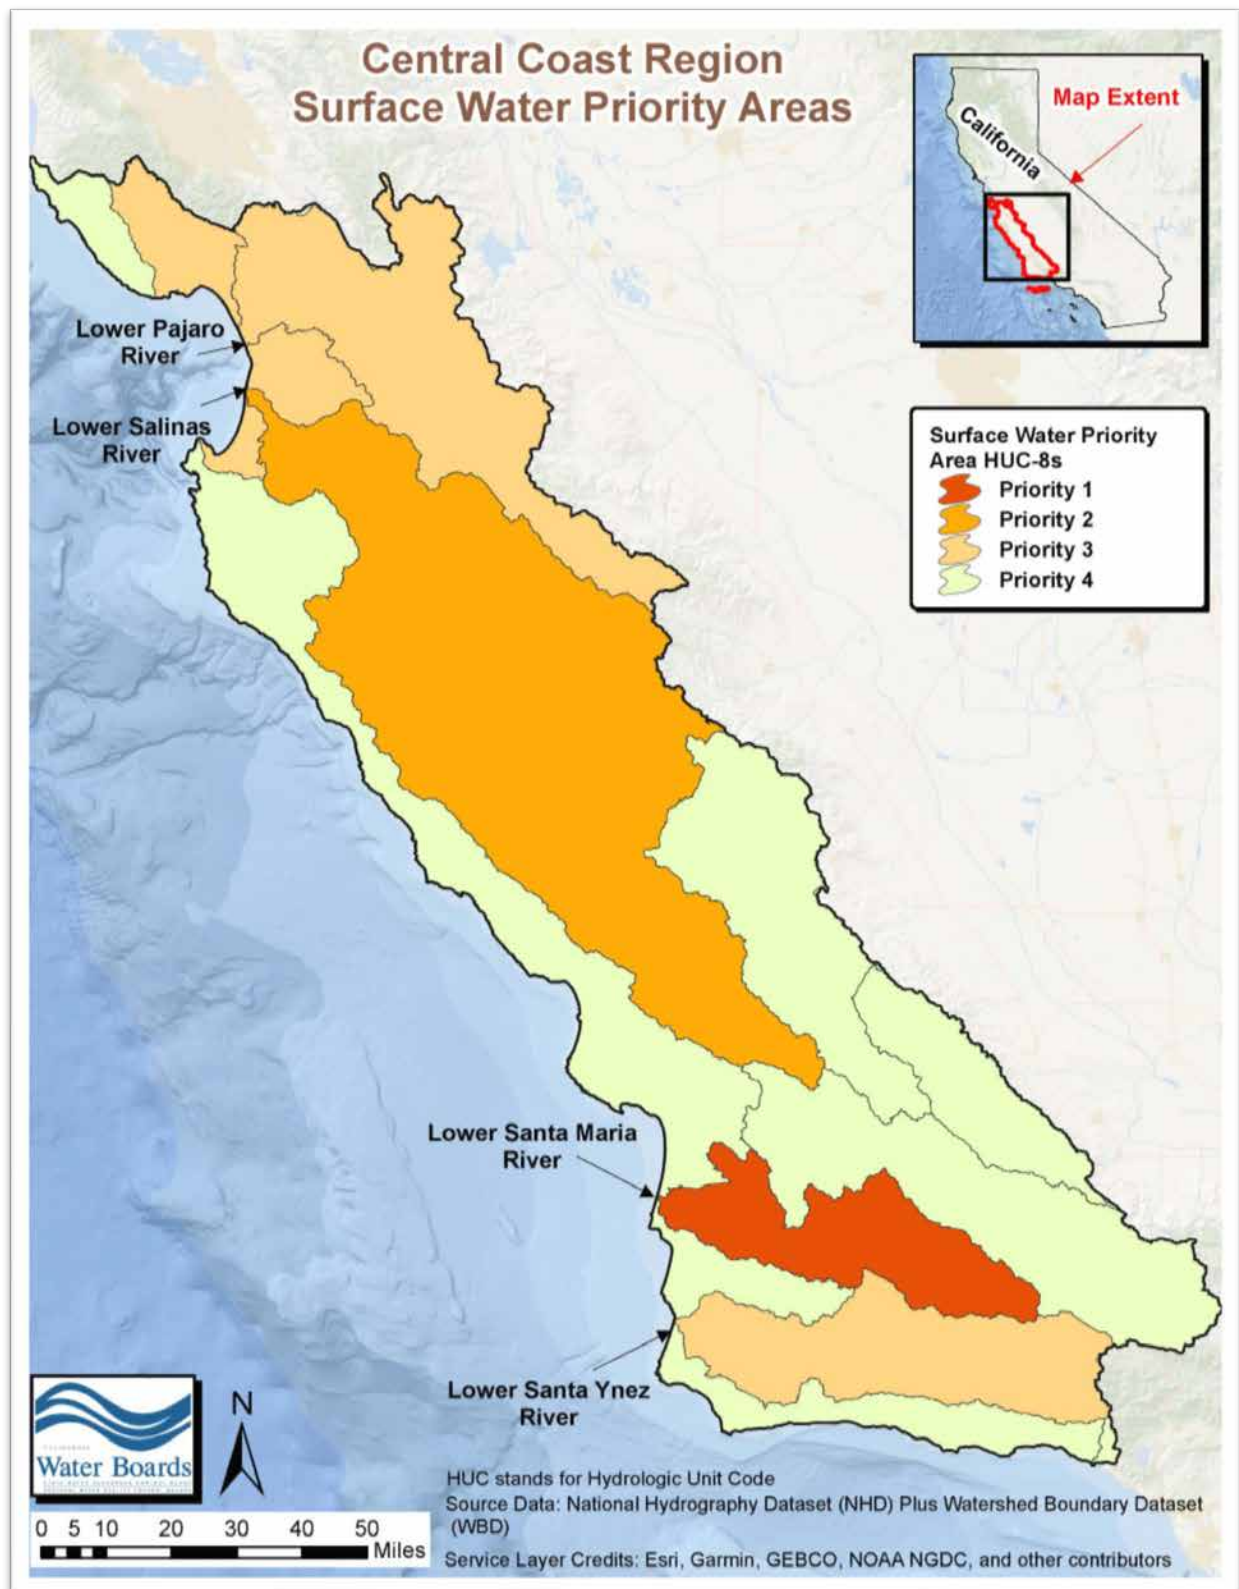 Central Coast Region
Surface Water Priority Areas
Map Extent
California
Lower Pajaro
River
Lower Salinas
River
Surface Water Priority
Area HUC-8s
Priority 1
Priority 2
Priority 3
Priority 4
Lower Santa Maria
River
Lower Santa Ynez
River
CALIFORNIA
Water Boards
N
0 5 10 20 30 40 50
Miles
HUC stands for Hydrologic Unit Code
Source Data: National Hydrography Dataset (NHD) Plus Watershed Boundary Dataset
(WBD)
Service Layer Credits: Esri, Garmin, GEBCO, NOAA NGDC, and other contributors